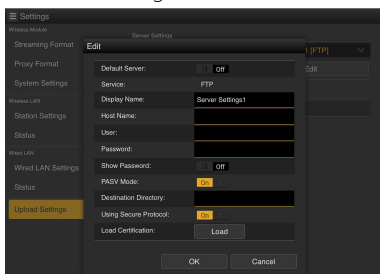 Settings
Wireless Module
Streaming Format
Proxy Format
System Settings
Wireless LAN
Station Settings
Status
Wired LAN
Wired LAN Settings
Status
Upload Settings
Server Settings
1 [FTP]
Edit
Edit
Default Server: Off
Service: FTP
Display Name: Server Settings1
Host Name:
User:
Password:
Show Password: Off
PASV Mode: On
Destination Directory:
Using Secure Protocol: On
Load Certification: Load
OK Cancel